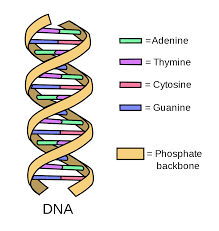 = Adenine
= Thymine
= Cytosine
= Guanine
= Phosphate
backbone
DNA